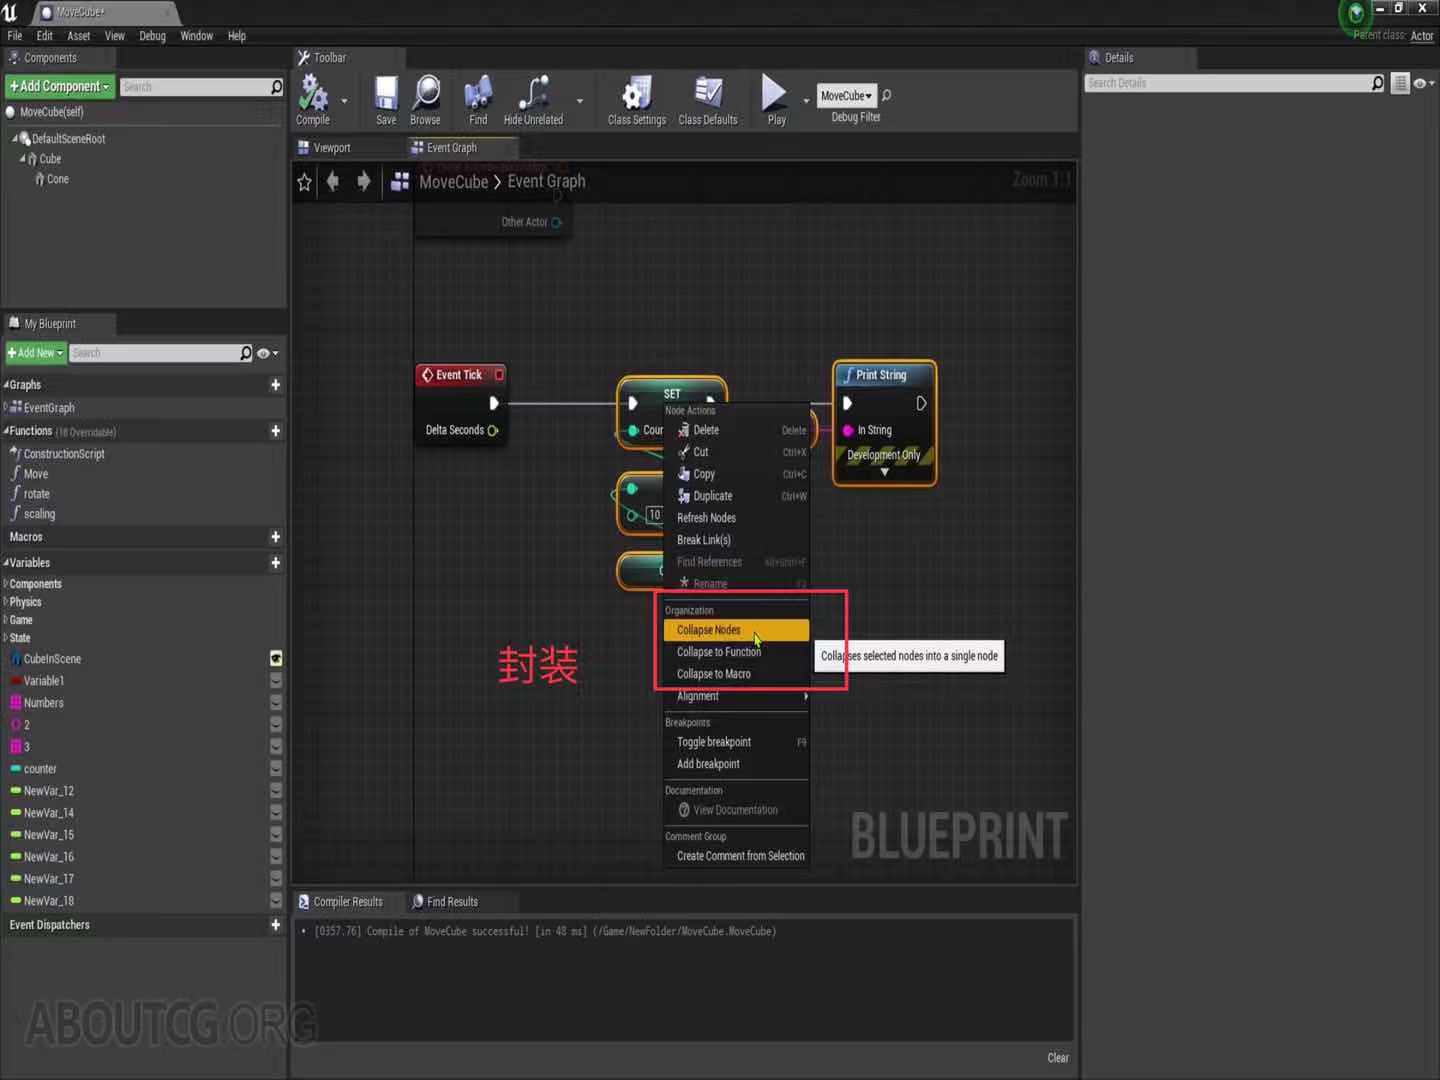 MoveCube*
Parent class: Actor
File Edit Asset View Debug Window Help
Components
Toolbar
Details
+Add Component
Search
Search Details
MoveCube(self)
DefaultSceneRoot
Cube
Cone
Compile
Save
Browse
Find
Hide Unrelated
Class Settings
Class Defaults
Play
MoveCube
Debug Filter
Viewport
Event Graph
MoveCube > Event Graph
Zoom 1:1
Other Actor
My Blueprint
+Add New
Search
Graphs
EventGraph
Functions (18 Overridable)
ConstructionScript
Move
rotate
scaling
Macros
Variables
Components
Physics
Game
State
CubeInScene
Variable1
Numbers
2
3
counter
NewVar_12
NewVar_14
NewVar_15
NewVar_16
NewVar_17
NewVar_18
Event Dispatchers
Event Tick
Delta Seconds
SET
Cour
10
Print String
In String
Development Only
Node Actions
Delete Delete
Cut Ctrl+X
Copy Ctrl+C
Duplicate Ctrl+W
Refresh Nodes
Break Link(s)
Find References Alt+Shift+F
Rename F2
Organization
Collapse Nodes
Collapse to Function
Collapse to Macro
Alignment
Breakpoints
Toggle breakpoint F9
Add breakpoint
Documentation
View Documentation
Comment Group
Create Comment from Selection
Collapses selected nodes into a single node
封装
BLUEPRINT
Compiler Results
Find Results
[0357.76] Compile of MoveCube successful! [in 48 ms] (/Game/NewFolder/MoveCube.MoveCube)
Clear
ABOUTCG.ORG